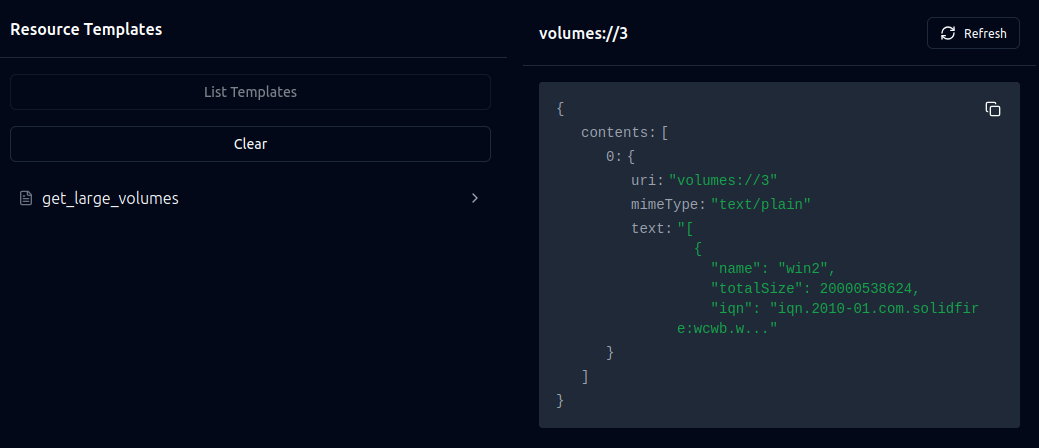 Resource Templates
List Templates
Clear
get_large_volumes
volumes://3
Refresh
{
contents: [
0: {
uri: "volumes://3"
mimeType: "text/plain"
text: "[
{
"name": "win2",
"totalSize": 20000538624,
"iqn": "iqn.2010-01.com.solidfir
e:wcwb.w..."
}
]
}